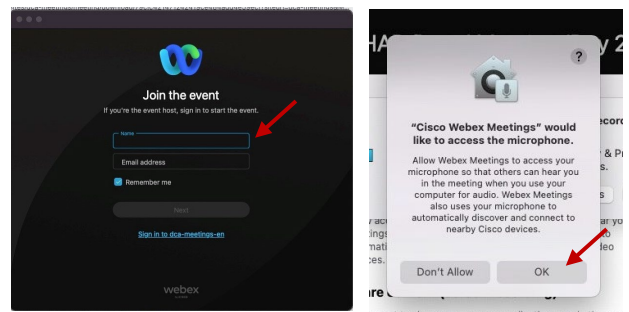 Join the event
If you're the event host, sign in to start the event.
Name
Email address
Remember me
Next
Sign in to dca-meetings-en
webex
?
"Cisco Webex Meetings" would
like to access the microphone.
Allow Webex Meetings to access your
microphone so that others can hear you
in the meeting when you use your
computer for audio. Webex Meetings
also uses your microphone to
automatically discover and connect to
nearby Cisco devices.
Don't Allow
OK